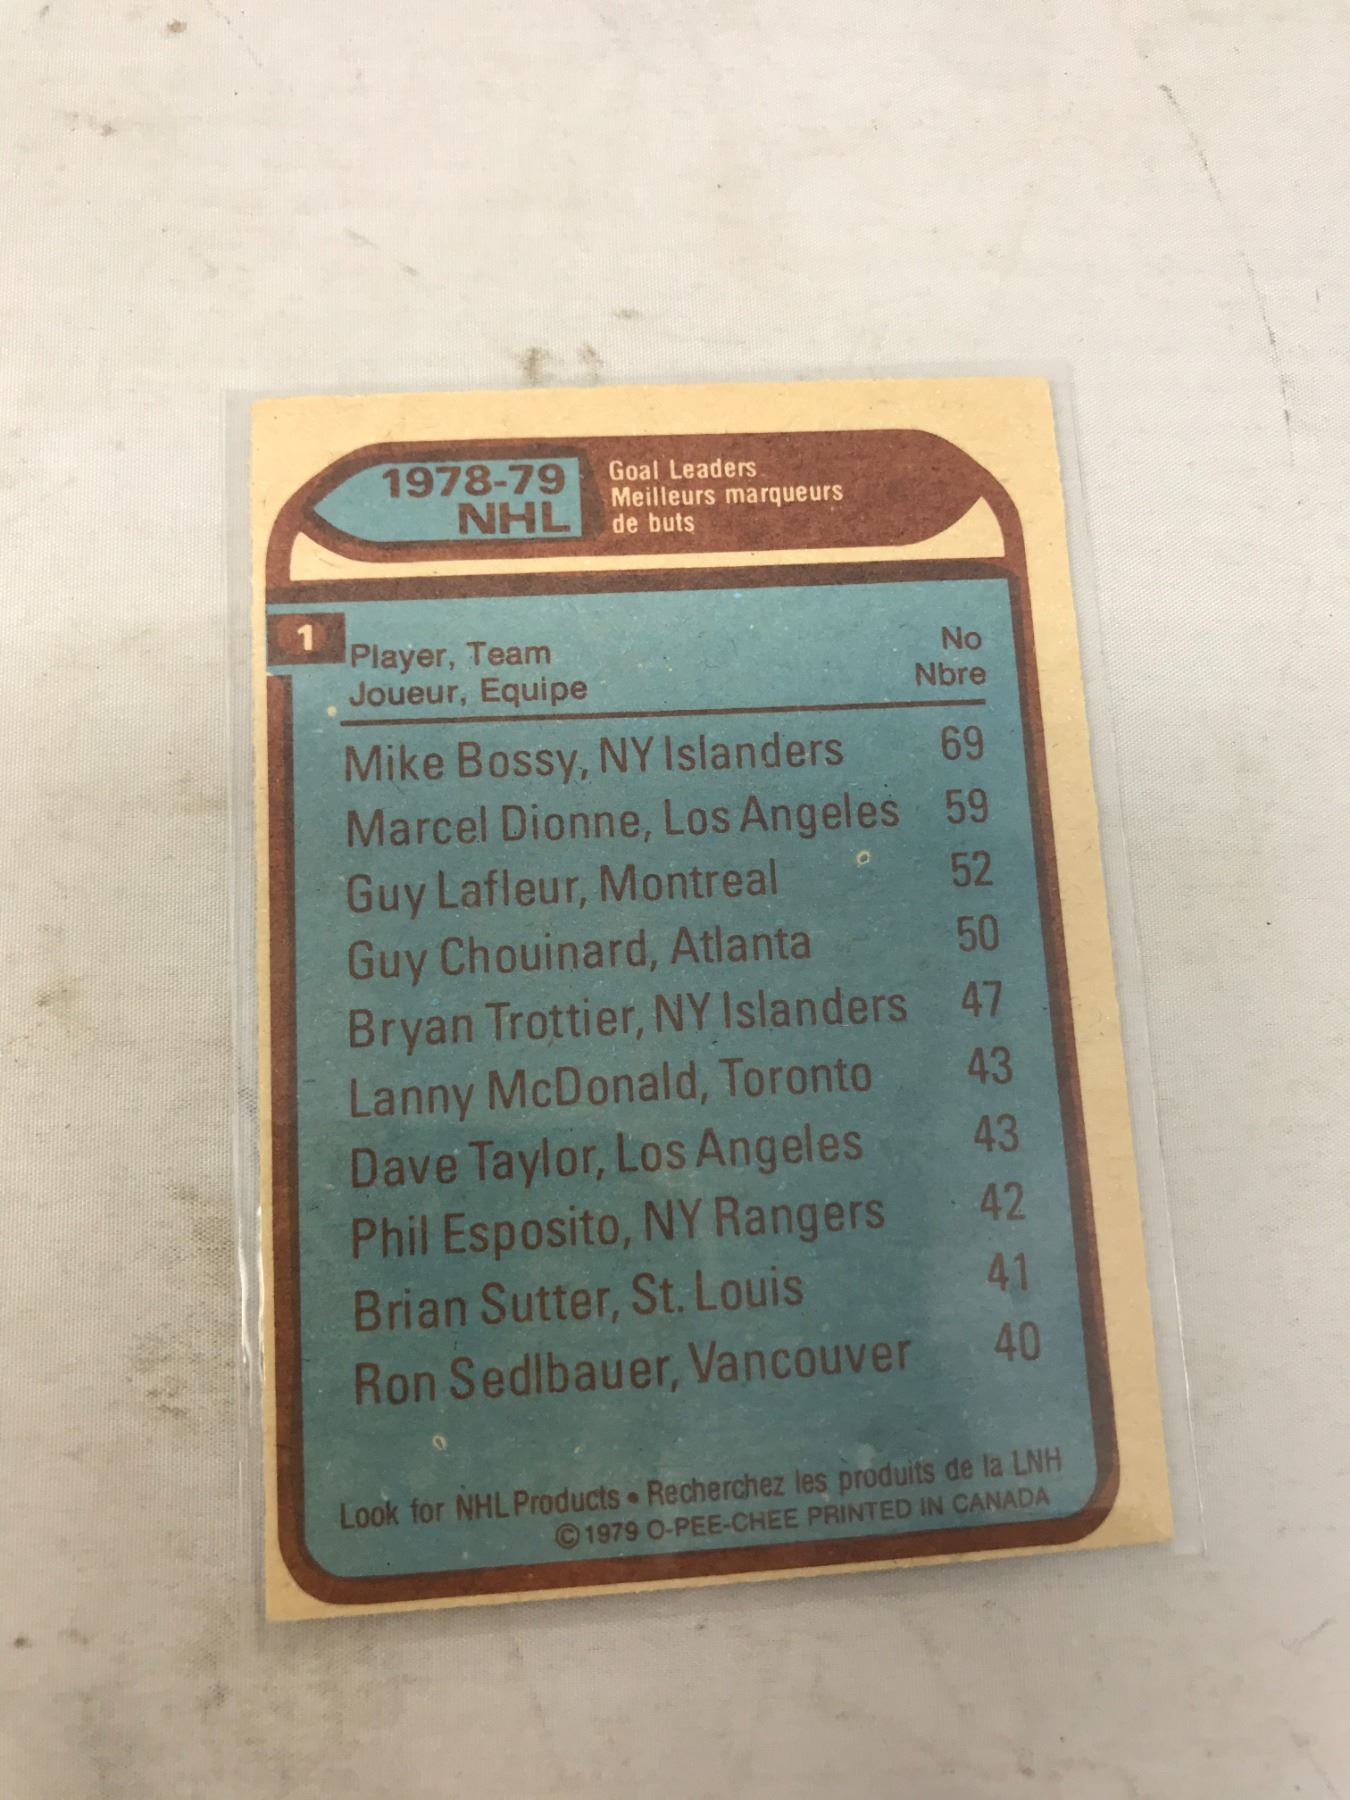 1978-79
NHL
Goal Leaders
Meilleurs marqueurs
de buts
1
Player, Team No
Joueur, Equipe Nbre
Mike Bossy, NY Islanders 69
Marcel Dionne, Los Angeles 59
Guy Lafleur, Montreal 52
Guy Chouinard, Atlanta 50
Bryan Trottier, NY Islanders 47
Lanny McDonald, Toronto 43
Dave Taylor, Los Angeles 43
Phil Esposito, NY Rangers 42
Brian Sutter, St. Louis 41
Ron Sedlbauer, Vancouver 40
Look for NHL Products • Recherchez les produits de la LNH
©1979 O-PEE-CHEE PRINTED IN CANADA